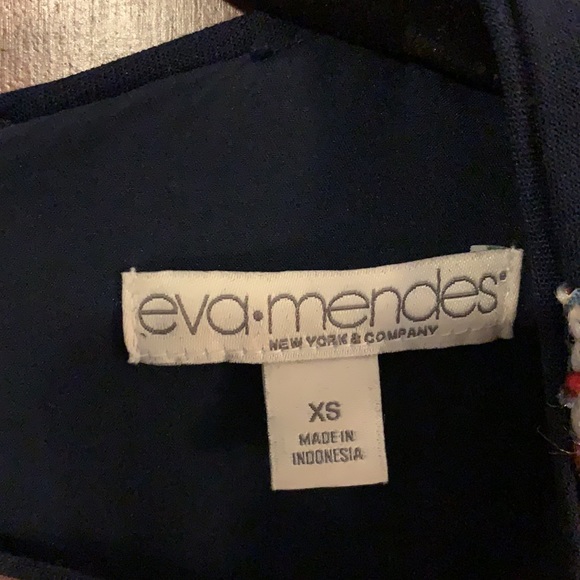 eva•mendes®
NEW YORK & COMPANY
XS
MADE IN
INDONESIA